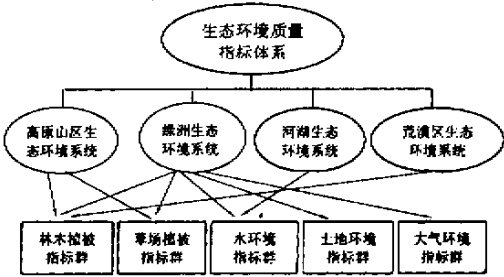 生态环境质量
指标体系
高原山区生
态环境系统
绿洲生态
环境系统
河湖生态
环境系统
荒漠区生态
环境系统
林木植被
指标群
草场植被
指标群
水环境
指标群
土地环境
指标群
大气环境
指标群